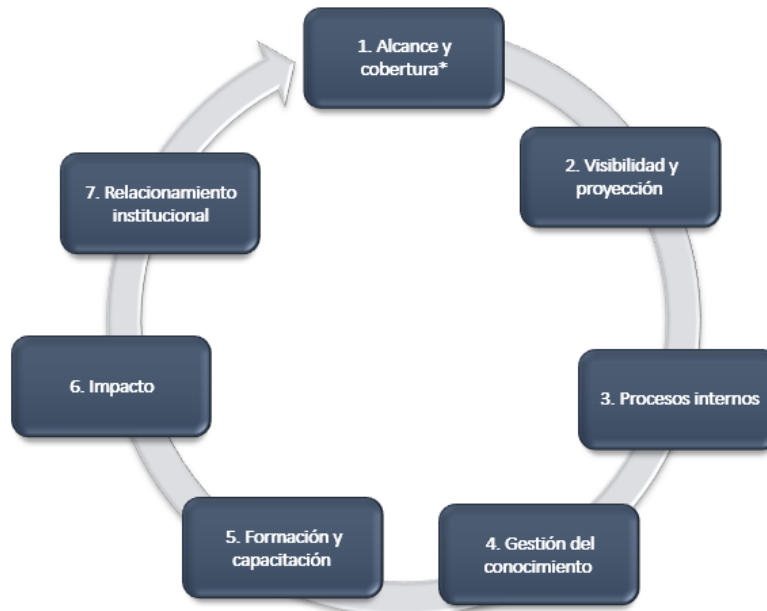 1. Alcance y
cobertura*
2. Visibilidad y
proyección
3. Procesos internos
4. Gestión del
conocimiento
5. Formación y
capacitación
6. Impacto
7. Relacionamiento
institucional